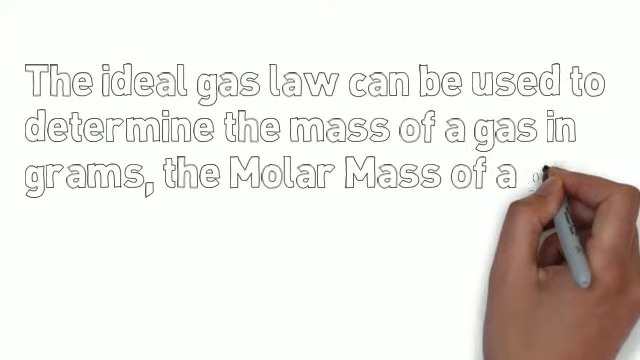 The ideal gas law can be used to
determine the mass of a gas in
grams, the Molar Mass of a